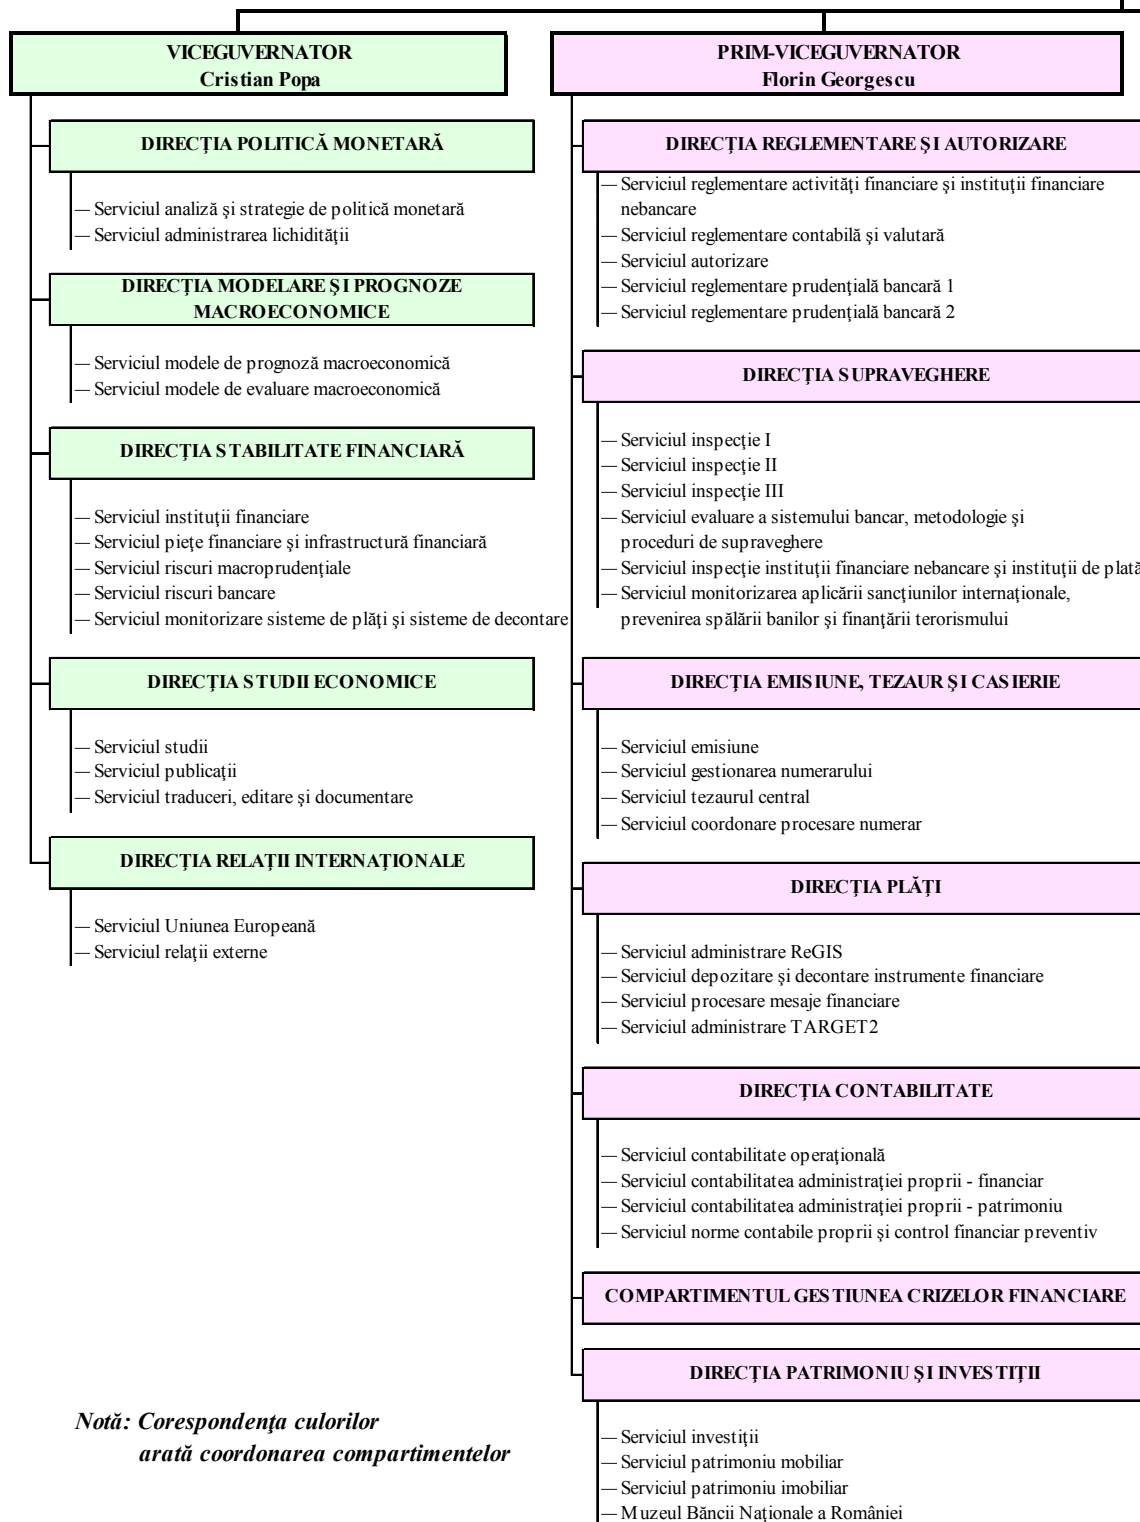 VICEGUVERNATOR
Cristian Popa
DIRECŢIA POLITICĂ MONETARĂ
— Serviciul analiză şi strategie de politică monetară
— Serviciul administrarea lichidităţii
DIRECŢIA MODELARE ŞI PROGNOZE
MACROECONOMICE
— Serviciul modele de prognoză macroeconomică
— Serviciul modele de evaluare macroeconomică
DIRECŢIA STABILITATE FINANCIARĂ
— Serviciul instituţii financiare
— Serviciul pieţe financiare şi infrastructură financiară
— Serviciul riscuri macroprudenţiale
— Serviciul riscuri bancare
— Serviciul monitorizare sisteme de plăţi şi sisteme de decontare
DIRECŢIA STUDII ECONOMICE
— Serviciul studii
— Serviciul publicaţii
— Serviciul traduceri, editare şi documentare
DIRECŢIA RELAŢII INTERNAŢIONALE
— Serviciul Uniunea Europeană
— Serviciul relaţii externe
PRIM-VICEGUVERNATOR
Florin Georgescu
DIRECŢIA REGLEMENTARE ŞI AUTORIZARE
— Serviciul reglementare activităţi financiare şi instituţii financiare
nebancare
— Serviciul reglementare contabilă şi valutară
— Serviciul autorizare
— Serviciul reglementare prudenţială bancară 1
— Serviciul reglementare prudenţială bancară 2
DIRECŢIA SUPRAVEGHERE
— Serviciul inspecţie I
— Serviciul inspecţie II
— Serviciul inspecţie III
— Serviciul evaluare a sistemului bancar, metodologie şi
proceduri de supraveghere
— Serviciul inspecţie instituţii financiare nebancare şi instituţii de plată
— Serviciul monitorizarea aplicării sancţiunilor internaţionale,
prevenirea spălării banilor şi finanţării terorismului
DIRECŢIA EMISIUNE, TEZAUR ŞI CASIERIE
— Serviciul emisiune
— Serviciul gestionarea numerarului
— Serviciul tezaurul central
— Serviciul coordonare procesare numerar
DIRECŢIA PLĂŢI
— Serviciul administrare ReGIS
— Serviciul depozitare şi decontare instrumente financiare
— Serviciul procesare mesaje financiare
— Serviciul administrare TARGET2
DIRECŢIA CONTABILITATE
— Serviciul contabilitate operaţională
— Serviciul contabilitatea administraţiei proprii - financiar
— Serviciul contabilitatea administraţiei proprii - patrimoniu
— Serviciul norme contabile proprii şi control financiar preventiv
COMPARTIMENTUL GESTIUNEA CRIZELOR FINANCIARE
DIRECŢIA PATRIMONIU ŞI INVESTIŢII
— Serviciul investiţii
— Serviciul patrimoniu mobiliar
— Serviciul patrimoniu imobiliar
— Muzeul Băncii Naţionale a României
Notă: Corespondenţa culorilor
arată coordonarea compartimentelor